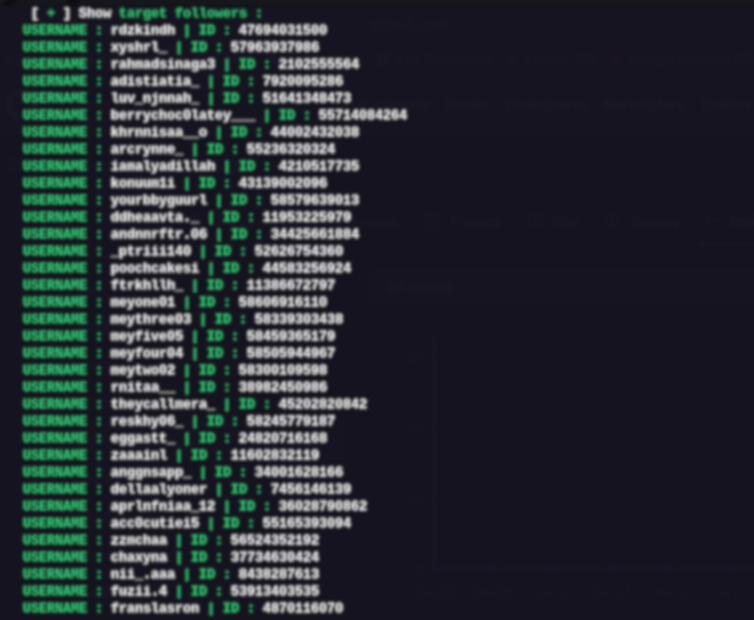 [ + ] Show target followers :
USERNAME : rdzkindh | ID : 47694031500
USERNAME : xyshrl_ | ID : 57963937986
USERNAME : rahmadsinaga3 | ID : 2102555564
USERNAME : adistiatia_ | ID : 7920095286
USERNAME : luv_njnnah_ | ID : 51641348473
USERNAME : berrychoc0latey___ | ID : 55714084264
USERNAME : khrnnisaa__o | ID : 44002432038
USERNAME : arcrynne_ | ID : 55236320324
USERNAME : iamalyadillah | ID : 4210517735
USERNAME : konuum1i | ID : 43139002096
USERNAME : yourbbyguurl | ID : 58579639013
USERNAME : ddheaavta._ | ID : 11953225979
USERNAME : andnnrftr.06 | ID : 34425661884
USERNAME : _ptriii140 | ID : 52626754360
USERNAME : poochcakesi | ID : 44583256924
USERNAME : ftrkhllh_ | ID : 11386672797
USERNAME : meyone01 | ID : 58606916110
USERNAME : meythree03 | ID : 58339303438
USERNAME : meyfive05 | ID : 58459365179
USERNAME : meyfour04 | ID : 58505944967
USERNAME : meytwo02 | ID : 58300109598
USERNAME : rnitaa__ | ID : 38982450986
USERNAME : theycallmera_ | ID : 45202820842
USERNAME : reskhy06_ | ID : 58245779187
USERNAME : eggastt_ | ID : 24820716168
USERNAME : zaaainl | ID : 11602832119
USERNAME : anggnsapp_ | ID : 34001628166
USERNAME : dellaalyoner | ID : 7456146139
USERNAME : aprlnfniaa_12 | ID : 36028790862
USERNAME : acc0cutiei5 | ID : 55165393094
USERNAME : zzmchaa | ID : 56524352192
USERNAME : chaxyna | ID : 37734630424
USERNAME : nii_.aaa | ID : 8438287613
USERNAME : fuzii.4 | ID : 53913403535
USERNAME : franslasron | ID : 4870116070